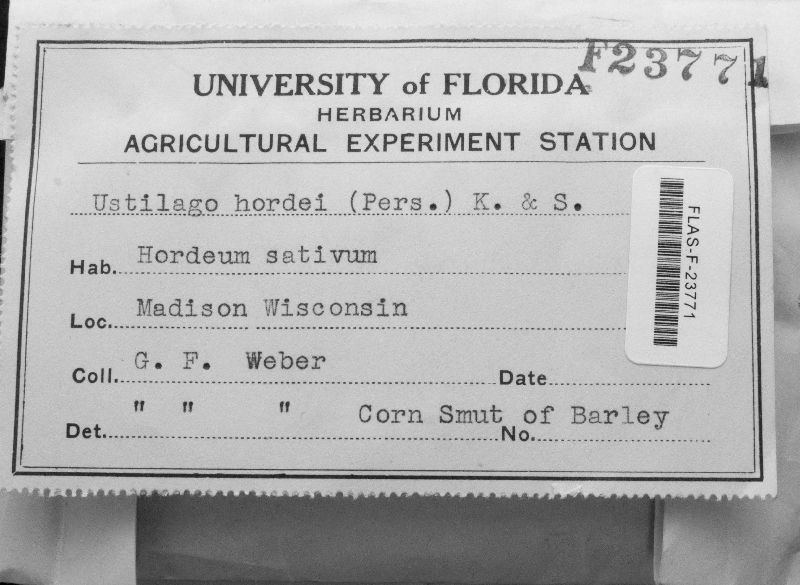 F23771
UNIVERSITY of FLORIDA
HERBARIUM
AGRICULTURAL EXPERIMENT STATION
Ustilago hordei (Pers.) K. & S.
Hab. Hordeum sativum
Loc. Madison Wisconsin
Coll. G. F. Weber Date
Det. " " " Corn Smut of Barley No.
FLAS-F-23771